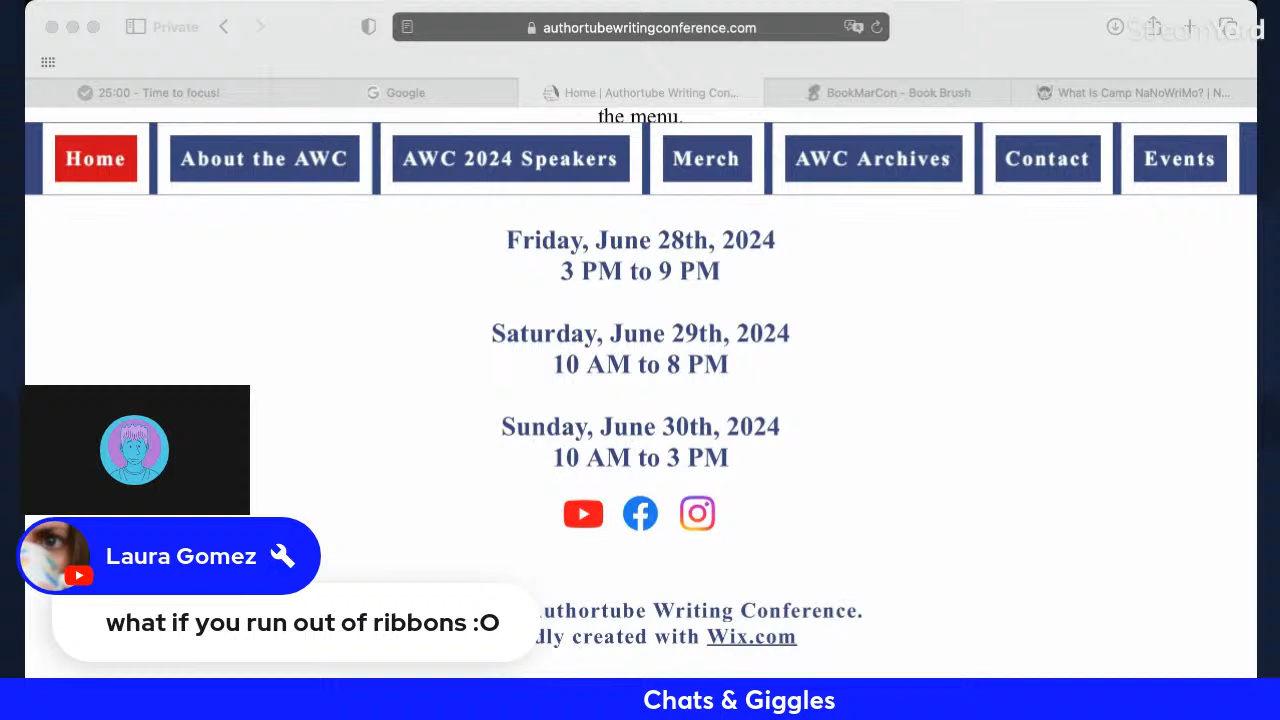 Private
authortubewritingconference.com
StreamYard
25:00 - Time to focus!
Google
Home | Authortube Writing Con...
BookMarCon - Book Brush
What Is Camp NaNoWriMo? | N...
the menu.
Home
About the AWC
AWC 2024 Speakers
Merch
AWC Archives
Contact
Events
Friday, June 28th, 2024
3 PM to 9 PM
Saturday, June 29th, 2024
10 AM to 8 PM
Sunday, June 30th, 2024
10 AM to 3 PM
Laura Gomez
what if you run out of ribbons :O
uthortube Writing Conference.
dly created with Wix.com
Chats & Giggles